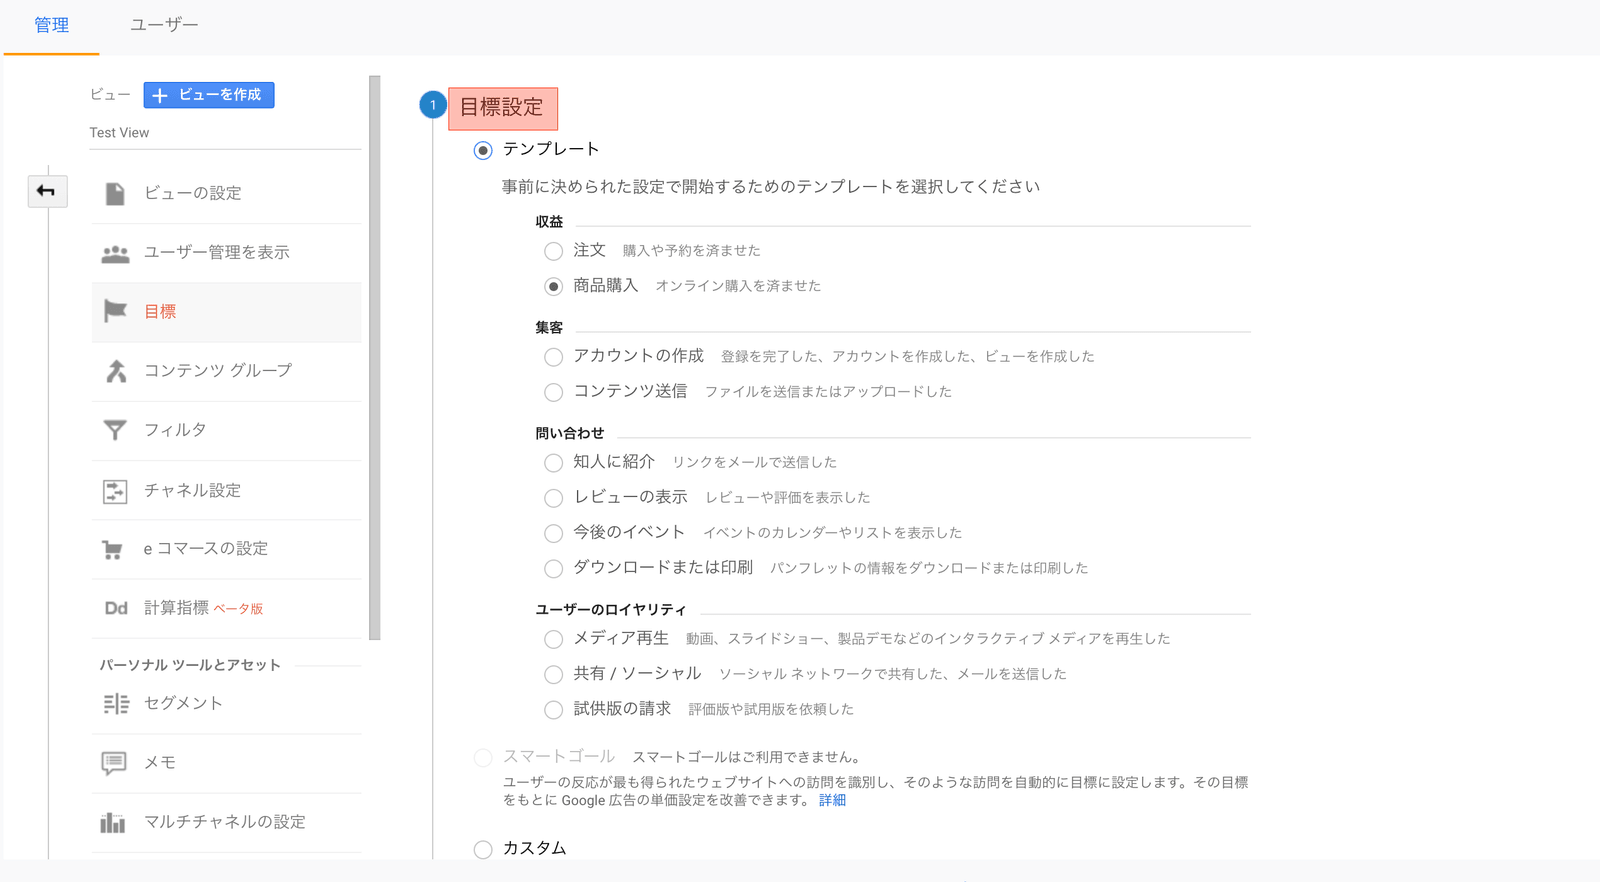 管理
ユーザー
ビュー
ビューを作成
Test View
ビューの設定
ユーザー管理を表示
目標
コンテンツ グループ
フィルタ
チャネル設定
e コマースの設定
Dd 計算指標 ベータ版
パーソナル ツールとアセット
セグメント
メモ
マルチチャネルの設定
1 目標設定
テンプレート
事前に決められた設定で開始するためのテンプレートを選択してください
収益
注文 購入や予約を済ませた
商品購入 オンライン購入を済ませた
集客
アカウントの作成 登録を完了した、アカウントを作成した、ビューを作成した
コンテンツ送信 ファイルを送信またはアップロードした
問い合わせ
知人に紹介 リンクをメールで送信した
レビューの表示 レビューや評価を表示した
今後のイベント イベントのカレンダーやリストを表示した
ダウンロードまたは印刷 パンフレットの情報をダウンロードまたは印刷した
ユーザーのロイヤリティ
メディア再生 動画、スライドショー、製品デモなどのインタラクティブ メディアを再生した
共有 / ソーシャル ソーシャル ネットワークで共有した、メールを送信した
試供版の請求 評価版や試用版を依頼した
スマートゴール スマートゴールはご利用できません。
ユーザーの反応が最も得られたウェブサイトへの訪問を識別し、そのような訪問を自動的に目標に設定します。その目標
をもとに Google 広告の単価設定を改善できます。 詳細
カスタム